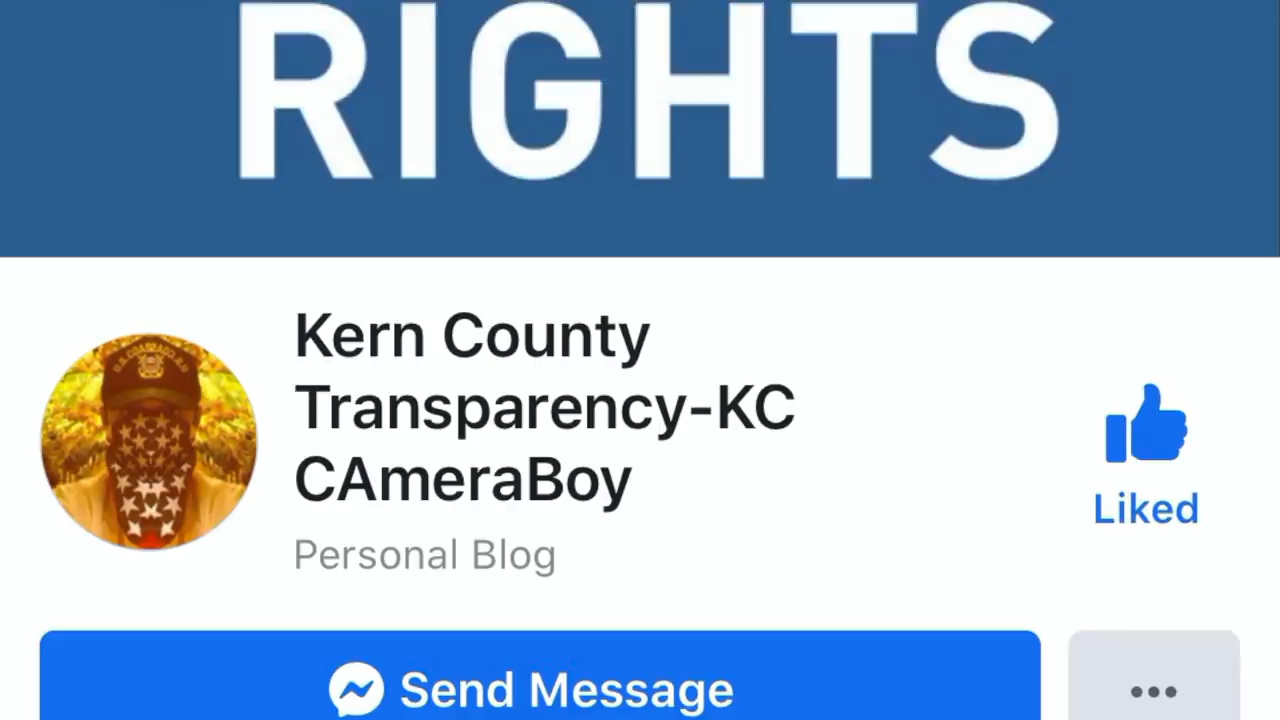 RIGHTS
Kern County
Transparency-KC
CAmeraBoy
Personal Blog
Liked
Send Message